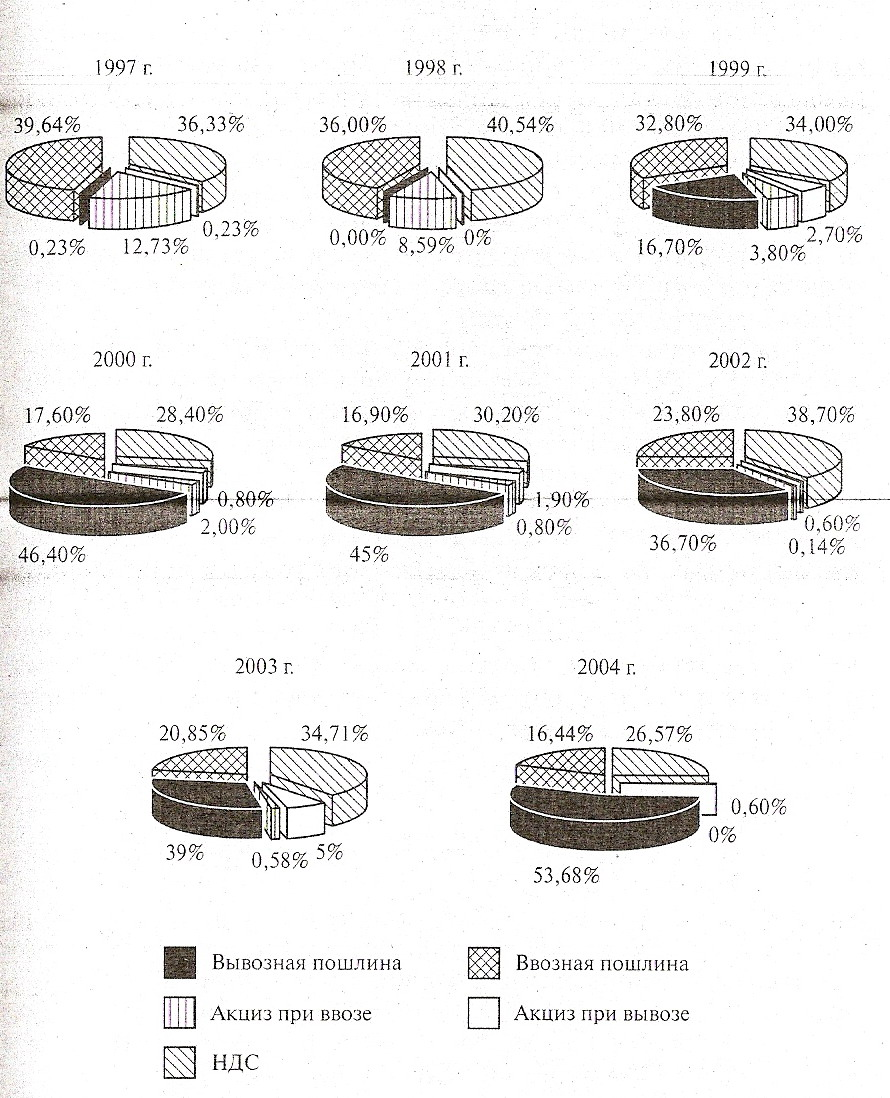 1997 г. 1998 г. 1999 г.
39,64% 36,33% 36,00% 40,54% 32,80% 34,00%
0,23% 12,73% 0,23% 0,00% 8,59% 0% 16,70% 3,80% 2,70%
2000 г. 2001 г. 2002 г.
17,60% 28,40% 16,90% 30,20% 23,80% 38,70%
0,80% 1,90% 0,60%
2,00% 0,80% 0,14%
46,40% 45% 36,70%
2003 г. 2004 г.
20,85% 34,71% 16,44% 26,57%
0,60%
0%
39% 0,58% 5%
53,68%
Вывозная пошлина Ввозная пошлина
Акциз при ввозе Акциз при вывозе
НДС